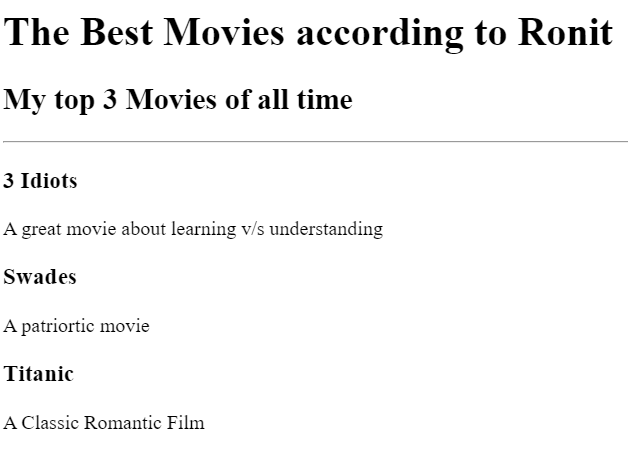 The Best Movies according to Ronit
My top 3 Movies of all time
3 Idiots
A great movie about learning v/s understanding
Swades
A patriortic movie
Titanic
A Classic Romantic Film